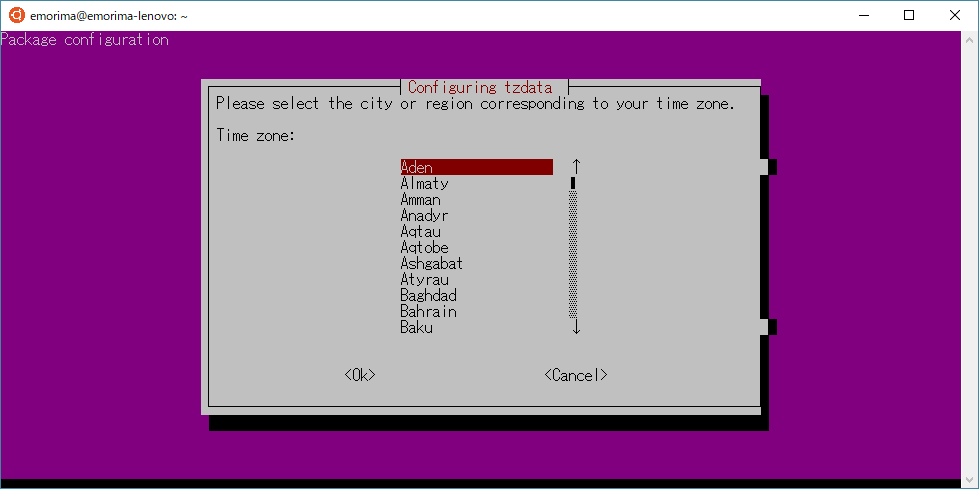 emorima@emorima-lenovo: ~
Package configuration
Configuring tzdata
Please select the city or region corresponding to your time zone.
Time zone:
Aden
Almaty
Amman
Anadyr
Aqtau
Aqtobe
Ashgabat
Atyrau
Baghdad
Bahrain
Baku
<Ok> <Cancel>